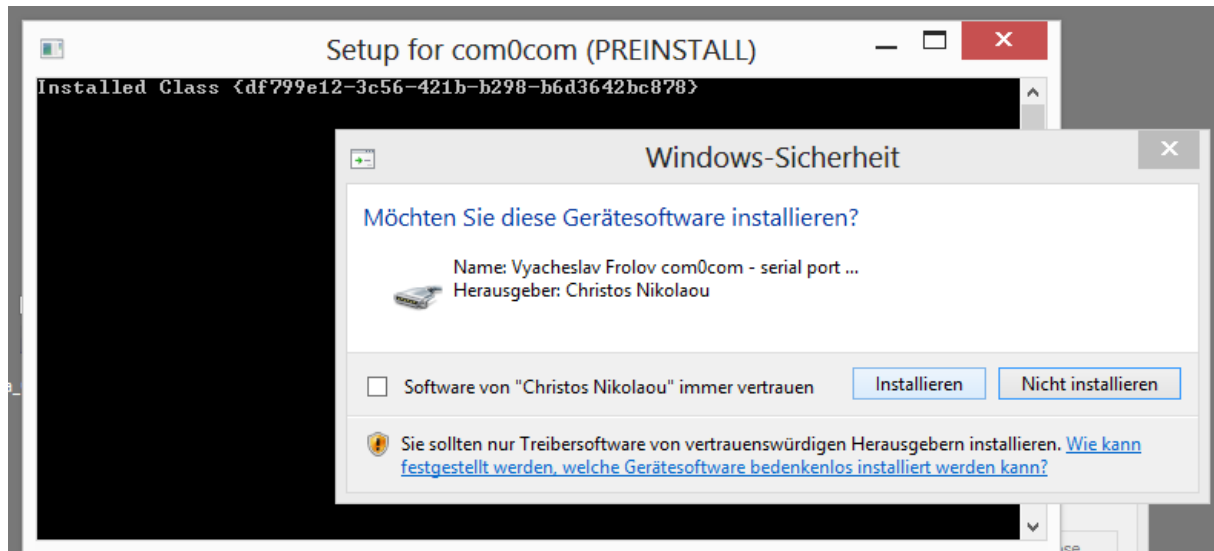 Setup for com0com (PREINSTALL)
Installed Class {df799e12-3c56-421b-b298-b6d3642bc878}
Windows-Sicherheit
Möchten Sie diese Gerätesoftware installieren?
Name: Vyacheslav Frolov com0com - serial port ...
Herausgeber: Christos Nikolaou
Software von "Christos Nikolaou" immer vertrauen
Installieren
Nicht installieren
Sie sollten nur Treibersoftware von vertrauenswürdigen Herausgebern installieren. Wie kann
festgestellt werden, welche Gerätesoftware bedenkenlos installiert werden kann?